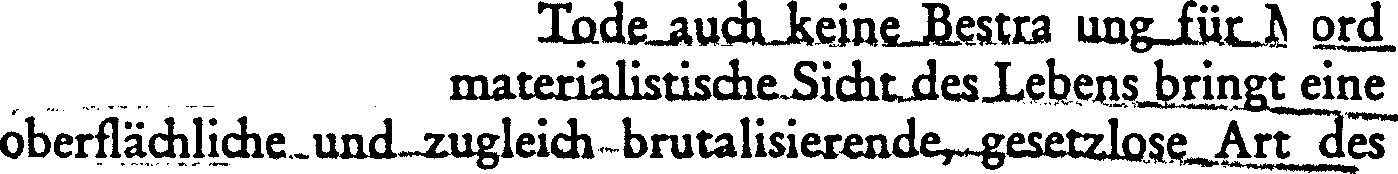 Tode auch keine Bestra ung für Mord
materialistische Sicht des Lebens bringt eine
oberflächliche und zugleich brutalisierende, gesetzlose Art des